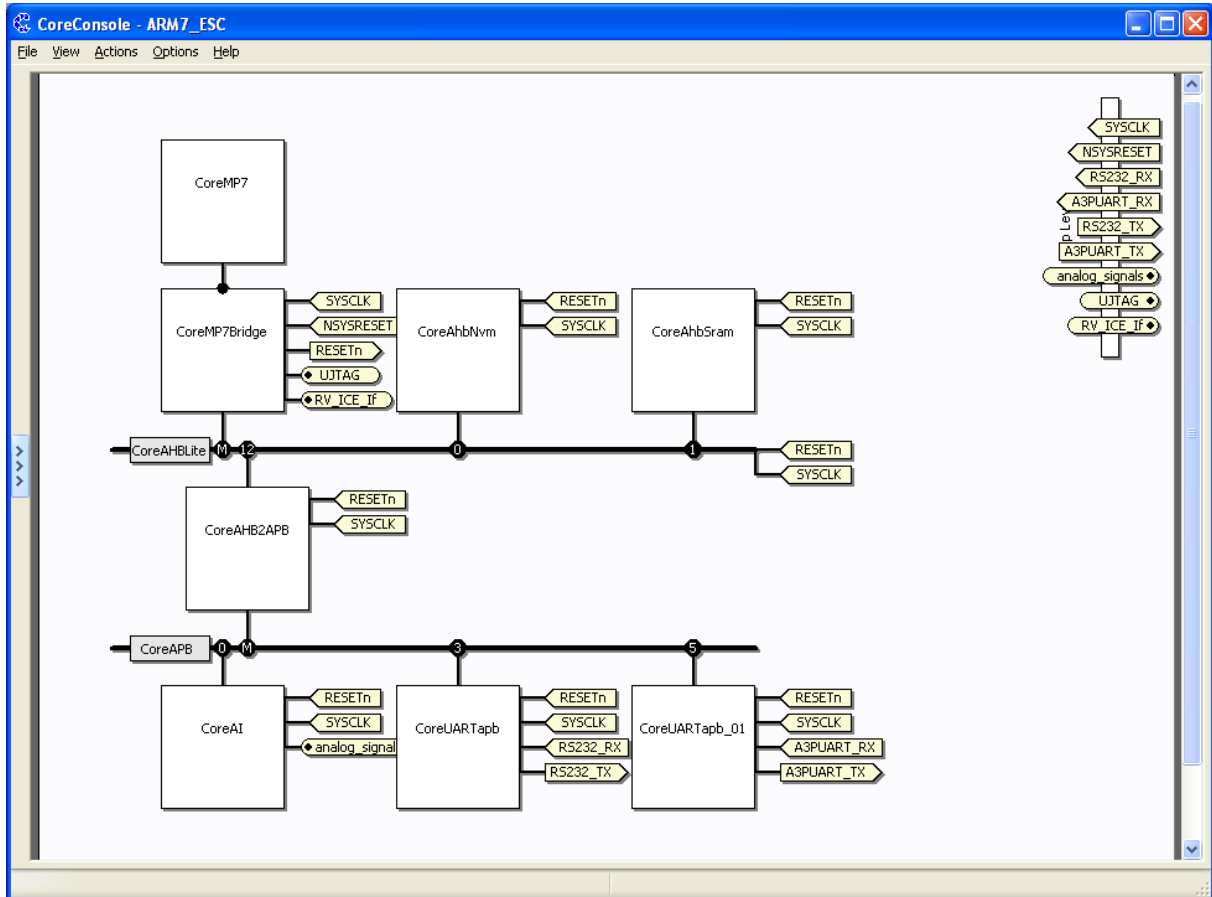 CoreConsole - ARM7_ESC
File View Actions Options Help
SYSCLK
NSYSRESET
RS232_RX
A3PUART_RX
RS232_TX
A3PUART_TX
analog_signals
UJTAG
RV_ICE_If
p Lev
CoreMP7
CoreMP7Bridge
SYSCLK
NSYSRESET
RESETn
UJTAG
RV_ICE_If
CoreAhbNvm
RESETn
SYSCLK
CoreAhbSram
RESETn
SYSCLK
CoreAHBLite
M
12
0
1
RESETn
SYSCLK
CoreAHB2APB
RESETn
SYSCLK
CoreAPB
0
M
3
5
CoreAI
RESETn
SYSCLK
analog_signal
CoreUARTapb
RESETn
SYSCLK
RS232_RX
RS232_TX
CoreUARTapb_01
RESETn
SYSCLK
A3PUART_RX
A3PUART_TX